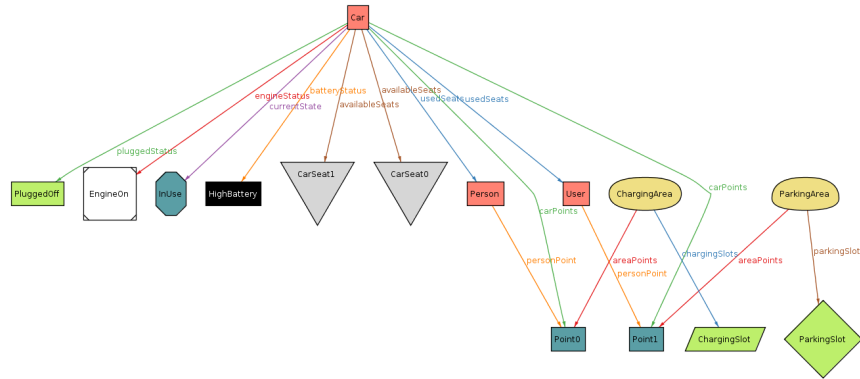 Car
engineStatus
batteryStatus
availableSeats
usedSeats
usedSeats
currentState
availableSeats
pluggedStatus
PluggedOff
EngineOn
InUse
HighBattery
CarSeat1
CarSeat0
Person
User
ChargingArea
ParkingArea
carPoints
carPoints
personPoint
areaPoints
personPoint
chargingSlots
areaPoints
parkingSlot
Point0
Point1
ChargingSlot
ParkingSlot